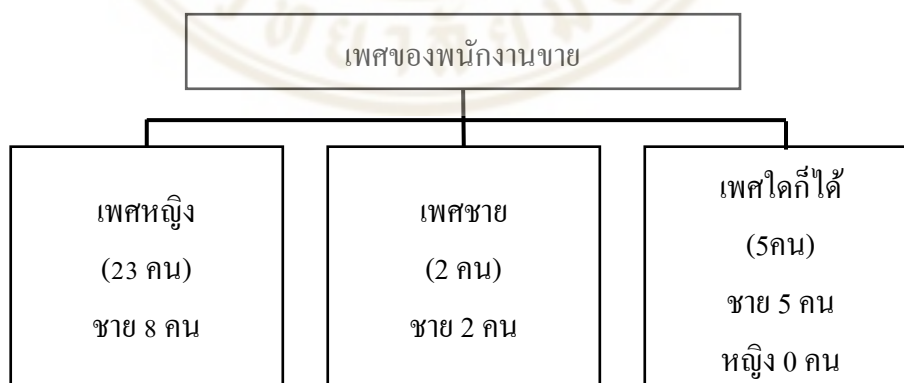 เพศของพนักงานขาย
เพศหญิง
(23 คน)
ชาย 8 คน
เพศชาย
(2 คน)
ชาย 2 คน
เพศใดก็ได้
(5คน)
ชาย 5 คน
หญิง 0 คน